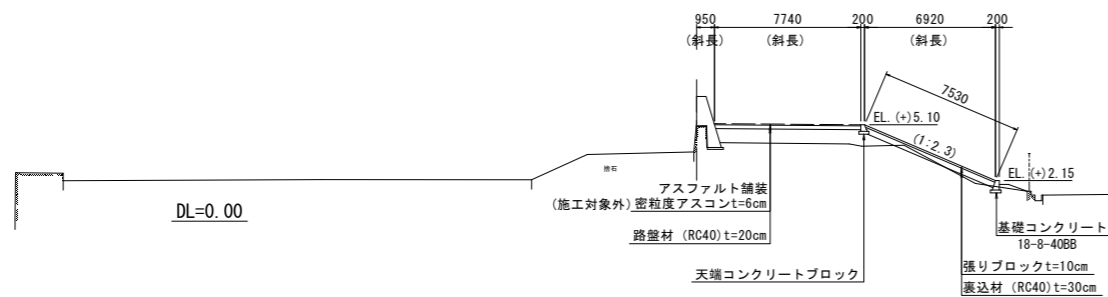 950 7740 200 6920 200
(斜長) (斜長) (斜長)
7530
EL.(+)5.10
(1:2.3)
EL.(+)2.15
捨石
DL=0.00
アスファルト舗装
(施工対象外) 密粒度アスコンt=6cm
路盤材 (RC40)t=20cm
天端コンクリートブロック
基礎コンクリート
18-8-40BB
張りブロックt=10cm
裏込材 (RC40)t=30cm